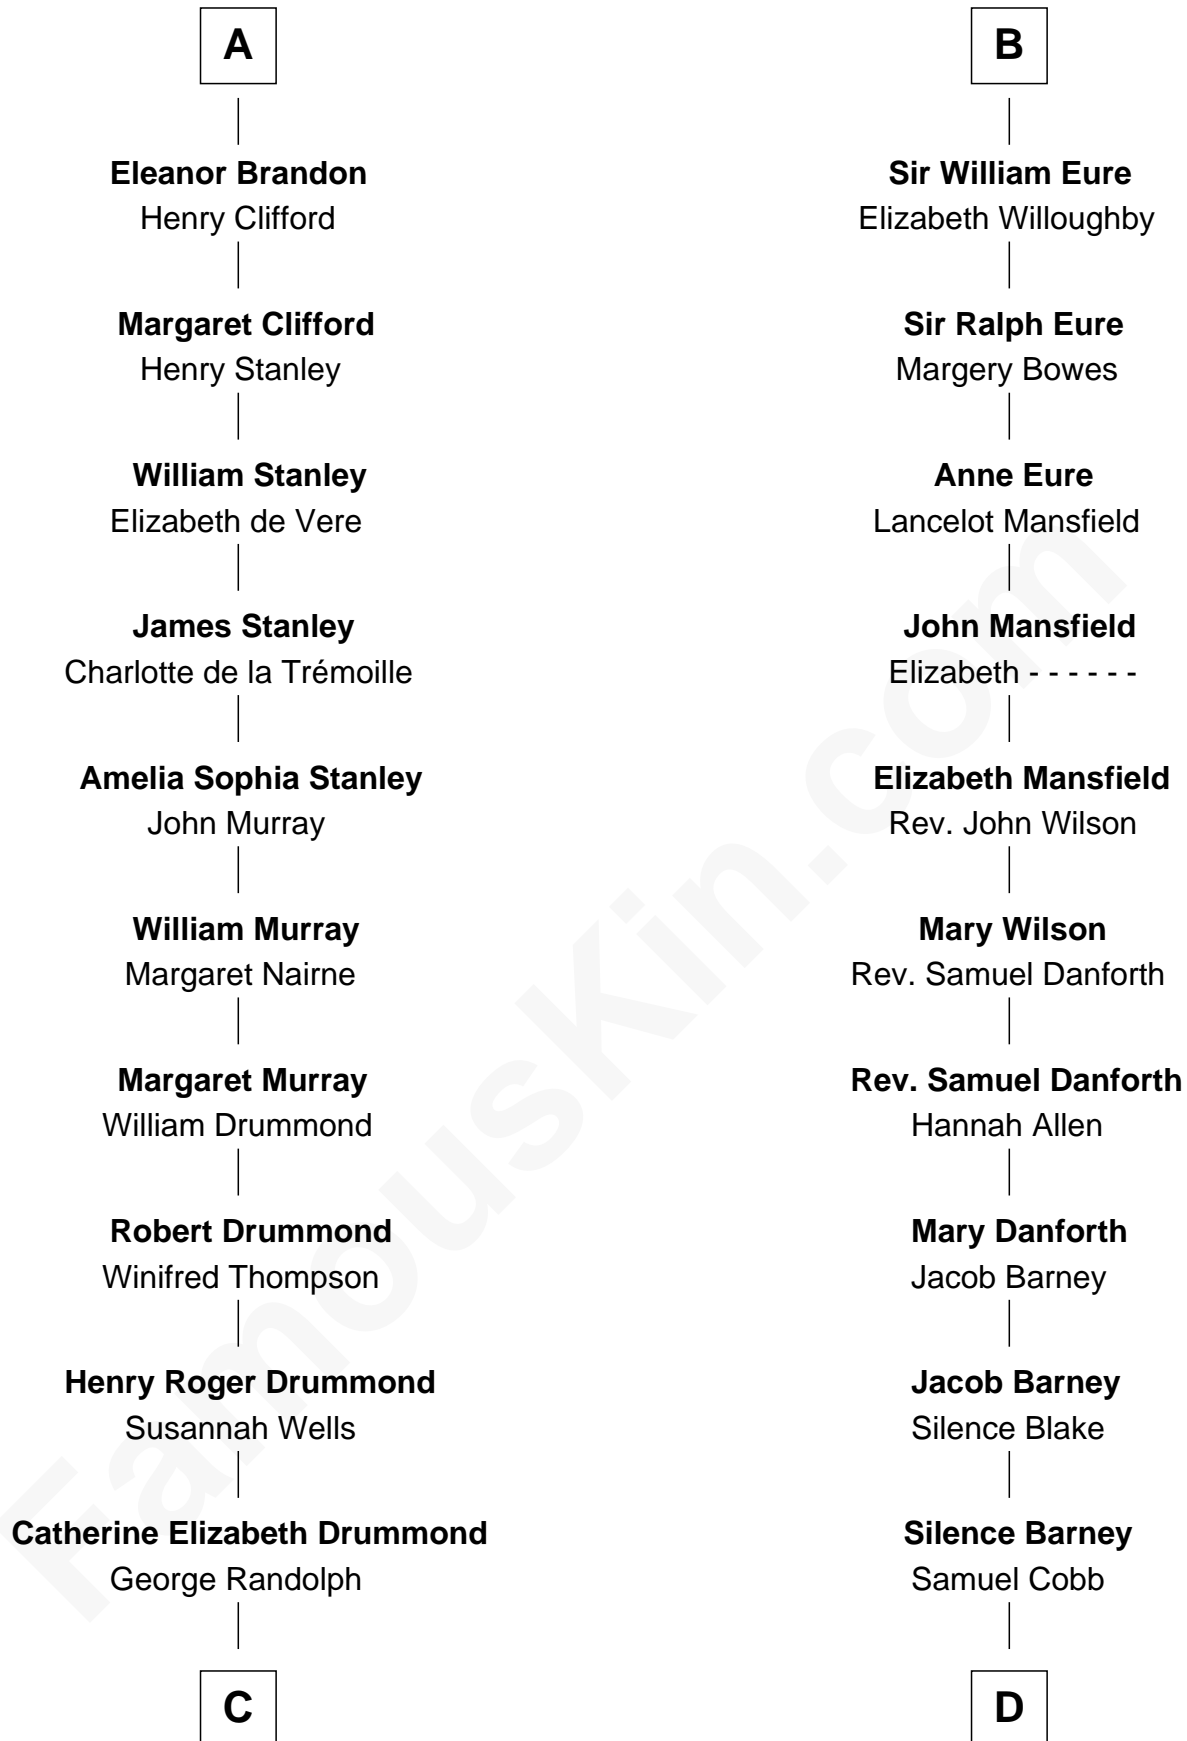 A
Eleanor Brandon
Henry Clifford
Margaret Clifford
Henry Stanley
William Stanley
Elizabeth de Vere
James Stanley
Charlotte de la Trémoille
Amelia Sophia Stanley
John Murray
William Murray
Margaret Nairne
Margaret Murray
William Drummond
Robert Drummond
Winifred Thompson
Henry Roger Drummond
Susannah Wells
Catherine Elizabeth Drummond
George Randolph
C
B
Sir William Eure
Elizabeth Willoughby
Sir Ralph Eure
Margery Bowes
Anne Eure
Lancelot Mansfield
John Mansfield
Elizabeth - - - - - -
Elizabeth Mansfield
Rev. John Wilson
Mary Wilson
Rev. Samuel Danforth
Rev. Samuel Danforth
Hannah Allen
Mary Danforth
Jacob Barney
Jacob Barney
Silence Blake
Silence Barney
Samuel Cobb
D
FamousKin.com